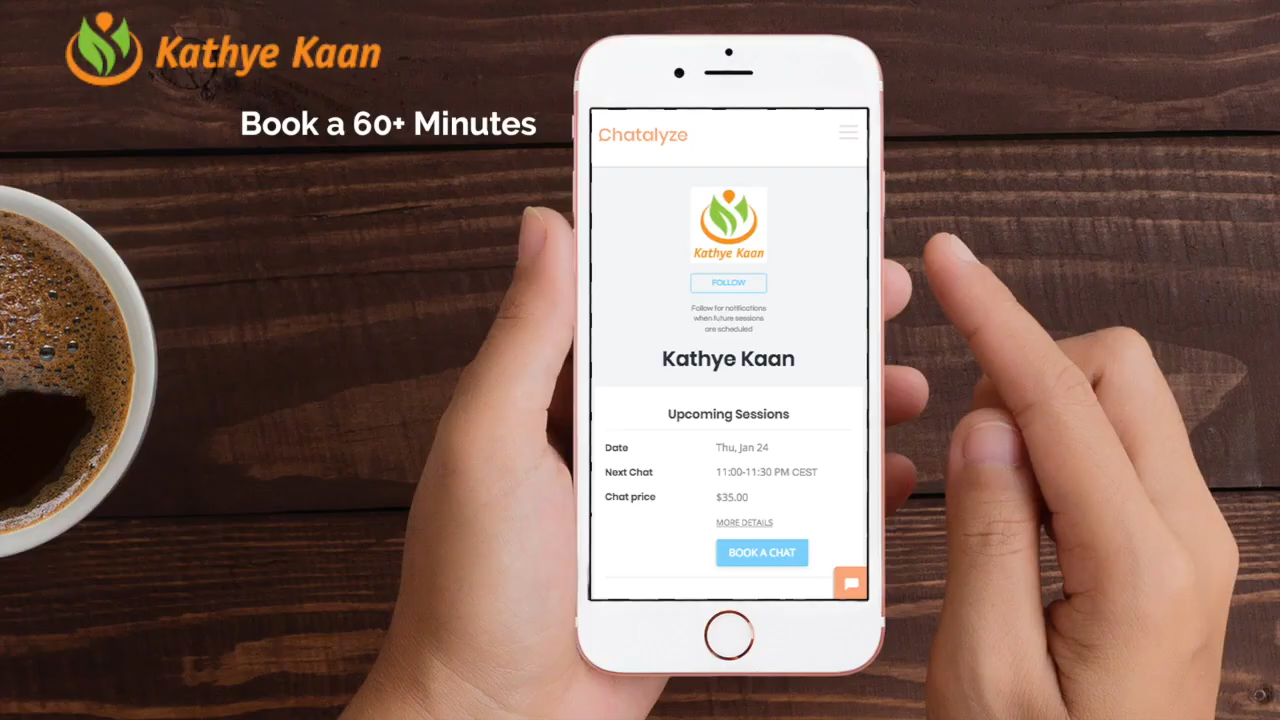 Kathye Kaan
Book a 60+ Minutes
Chatalyze
Kathye Kaan
FOLLOW
Follow for notifications
when future sessions
are scheduled
Kathye Kaan
Upcoming Sessions
Date Thu, Jan 24
Next Chat 11:00-11:30 PM CEST
Chat price $35.00
MORE DETAILS
BOOK A CHAT